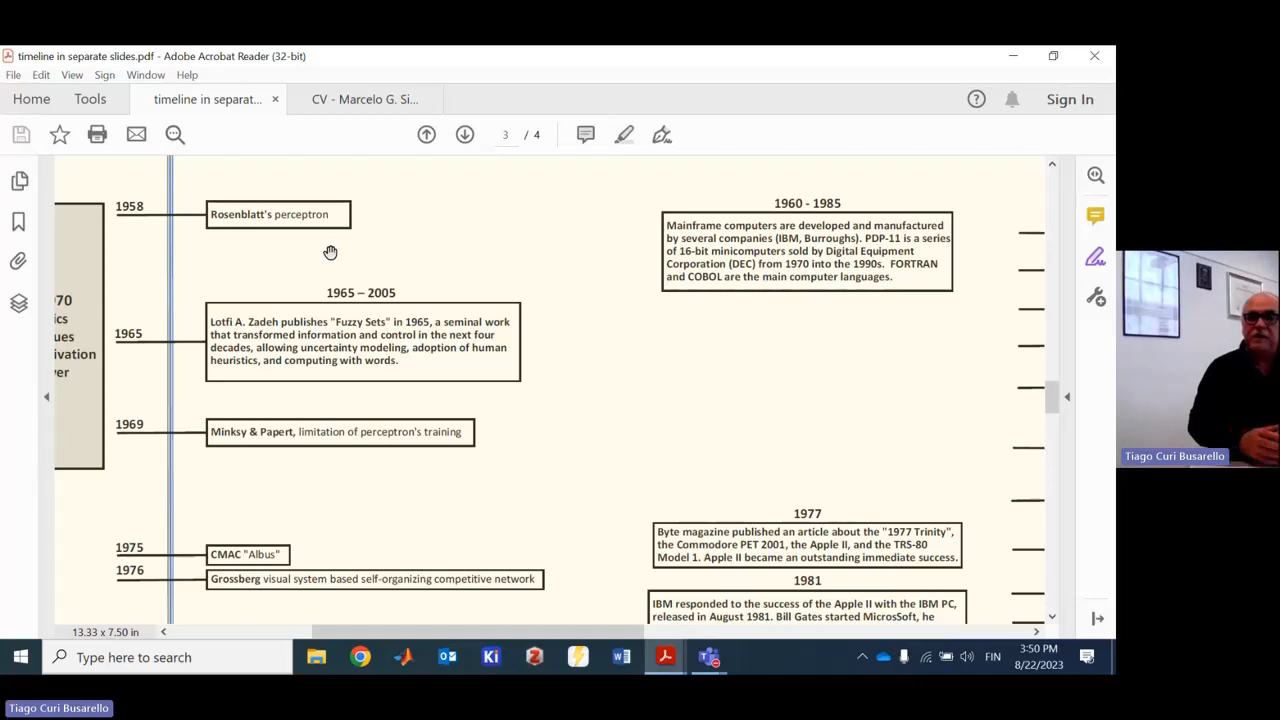 timeline in separate slides.pdf - Adobe Acrobat Reader (32-bit)
File Edit View Sign Window Help
Home Tools timeline in separat... × CV - Marcelo G. Si... Sign In
3 / 4
1958
Rosenblatt's perceptron
1965 – 2005
1965
Lotfi A. Zadeh publishes "Fuzzy Sets" in 1965, a seminal work
that transformed information and control in the next four
decades, allowing uncertainty modeling, adoption of human
heuristics, and computing with words.
1969
Minksy & Papert, limitation of perceptron's training
1975
CMAC "Albus"
1976
Grossberg visual system based self-organizing competitive network
70
ics
ues
ivation
er
1960 - 1985
Mainframe computers are developed and manufactured
by several companies (IBM, Burroughs). PDP-11 is a series
of 16-bit minicomputers sold by Digital Equipment
Corporation (DEC) from 1970 into the 1990s. FORTRAN
and COBOL are the main computer languages.
1977
Byte magazine published an article about the "1977 Trinity",
the Commodore PET 2001, the Apple II, and the TRS-80
Model 1. Apple II became an outstanding immediate success.
1981
IBM responded to the success of the Apple II with the IBM PC,
released in August 1981. Bill Gates started MicrosSoft, he
13.33 x 7.50 in
Type here to search
Ki
FIN
3:50 PM
8/22/2023
Tiago Curi Busarello
Tiago Curi Busarello